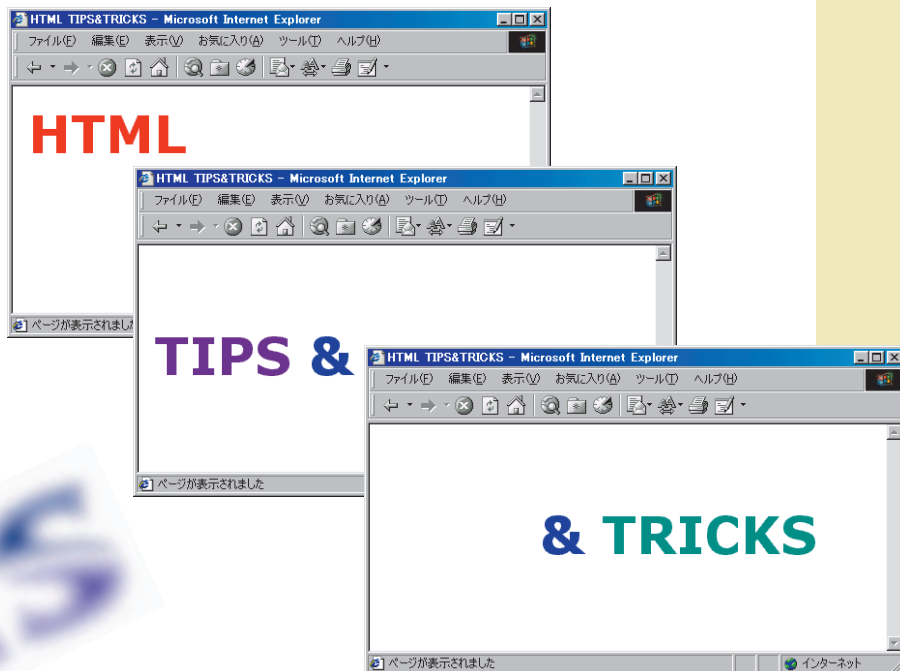 HTML TIPS&TRICKS - Microsoft Internet Explorer
ファイル(F) 編集(E) 表示(V) お気に入り(A) ツール(T) ヘルプ(H)
HTML
ページが表示されました
HTML TIPS&TRICKS - Microsoft Internet Explorer
ファイル(F) 編集(E) 表示(V) お気に入り(A) ツール(T) ヘルプ(H)
TIPS &
ページが表示されました
HTML TIPS&TRICKS - Microsoft Internet Explorer
ファイル(F) 編集(E) 表示(V) お気に入り(A) ツール(T) ヘルプ(H)
& TRICKS
ページが表示されました インターネット